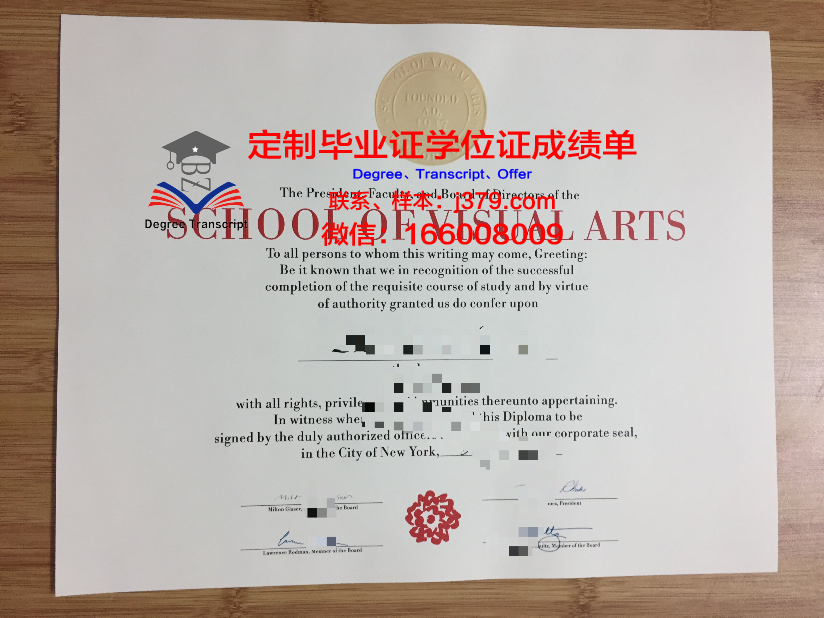 SCHOOL OF VISUAL ARTS
FOUNDED
定制毕业证学位证成绩单
BZ
Degree、Transcript、Offer
The President, Faculty and Board of Directors of the
联系、样本：j379.com
SCHOOL OF VISUAL ARTS
Degree Transcript
微信：166008009
To all persons to whom this writing may come, Greeting:
Be it known that we in recognition of the successful
completion of the requisite course of study and by virtue
of authority granted us do confer upon
with all rights, appertaining.
In witness this Diploma to be
signed by the duly authorized with our corporate seal,
in the City of New York,
Milton Glaser, the Board
President
Lawrence Rodman, Member of the Board
Member of the Board